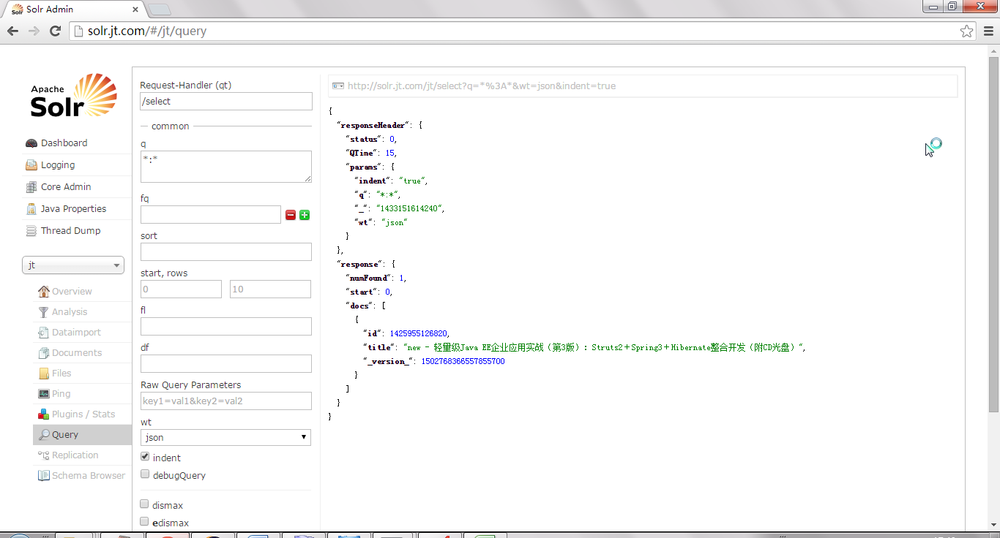 Solr Admin
solr.jt.com/#/jt/query
Apache
Solr
Dashboard
Logging
Core Admin
Java Properties
Thread Dump
jt
Overview
Analysis
Dataimport
Documents
Files
Ping
Plugins / Stats
Query
Replication
Schema Browser
Request-Handler (qt)
/select
common
q
*:*
fq
sort
start, rows
0 10
fl
df
Raw Query Parameters
key1=val1&key2=val2
wt
json
indent
debugQuery
dismax
edismax
http://solr.jt.com/jt/select?q=*%3A*&wt=json&indent=true
{
"responseHeader": {
"status": 0,
"QTime": 15,
"params": {
"indent": "true",
"q": "*:*",
"_": "1433151614240",
"wt": "json"
}
},
"response": {
"numFound": 1,
"start": 0,
"docs": [
{
"id": 1425955126820,
"title": "new - 轻量级Java EE企业应用实战（第3版）：Struts2＋Spring3＋Hibernate整合开发（附CD光盘）",
"_version_": 1502768366557855700
}
]
}
}